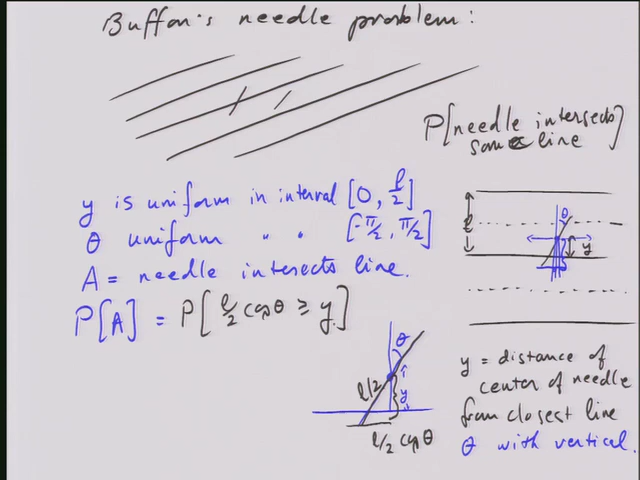 Buffon's needle problem:
P[needle intersects
some line]
y is uniform in interval [0, l/2]
θ uniform " " [-π/2, π/2]
A = needle intersects line.
P[A] = P[l/2 cos θ ≥ y]
l
θ
y
θ
l/2
y
l/2 cos θ
y = distance of
center of needle
from closest line
θ with vertical.